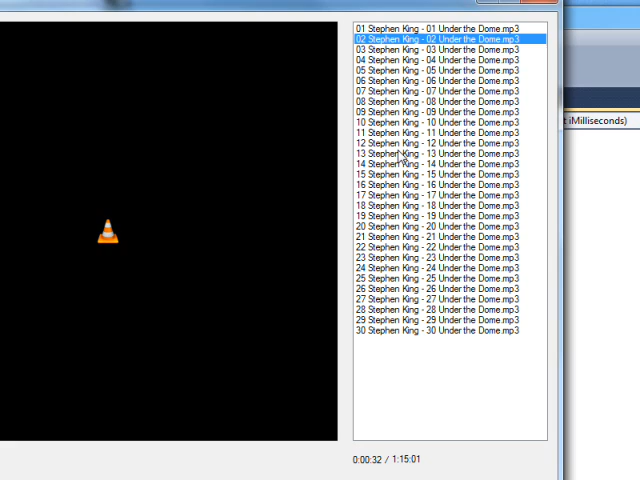 01 Stephen King - 01 Under the Dome.mp3
02 Stephen King - 02 Under the Dome.mp3
03 Stephen King - 03 Under the Dome.mp3
04 Stephen King - 04 Under the Dome.mp3
05 Stephen King - 05 Under the Dome.mp3
06 Stephen King - 06 Under the Dome.mp3
07 Stephen King - 07 Under the Dome.mp3
08 Stephen King - 08 Under the Dome.mp3
09 Stephen King - 09 Under the Dome.mp3
10 Stephen King - 10 Under the Dome.mp3
11 Stephen King - 11 Under the Dome.mp3
t iMilliseconds)
12 Stephen King - 12 Under the Dome.mp3
13 Stephen King - 13 Under the Dome.mp3
14 Stephen King - 14 Under the Dome.mp3
15 Stephen King - 15 Under the Dome.mp3
16 Stephen King - 16 Under the Dome.mp3
17 Stephen King - 17 Under the Dome.mp3
18 Stephen King - 18 Under the Dome.mp3
19 Stephen King - 19 Under the Dome.mp3
20 Stephen King - 20 Under the Dome.mp3
21 Stephen King - 21 Under the Dome.mp3
22 Stephen King - 22 Under the Dome.mp3
23 Stephen King - 23 Under the Dome.mp3
24 Stephen King - 24 Under the Dome.mp3
25 Stephen King - 25 Under the Dome.mp3
26 Stephen King - 26 Under the Dome.mp3
27 Stephen King - 27 Under the Dome.mp3
28 Stephen King - 28 Under the Dome.mp3
29 Stephen King - 29 Under the Dome.mp3
30 Stephen King - 30 Under the Dome.mp3
0:00:32 / 1:15:01